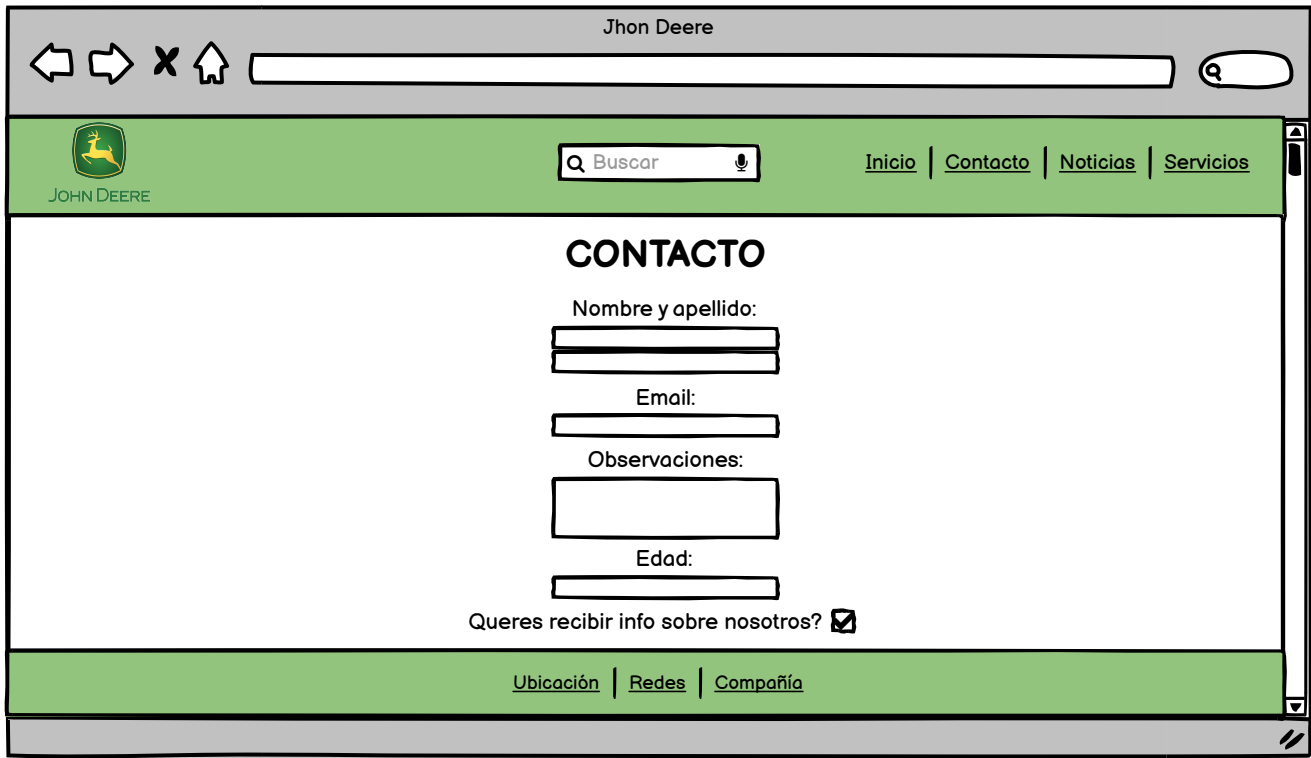 Jhon Deere
JOHN DEERE
Buscar
Inicio
Contacto
Noticias
Servicios
CONTACTO
Nombre y apellido:
Email:
Observaciones:
Edad:
Queres recibir info sobre nosotros?
Ubicación
Redes
Compañía